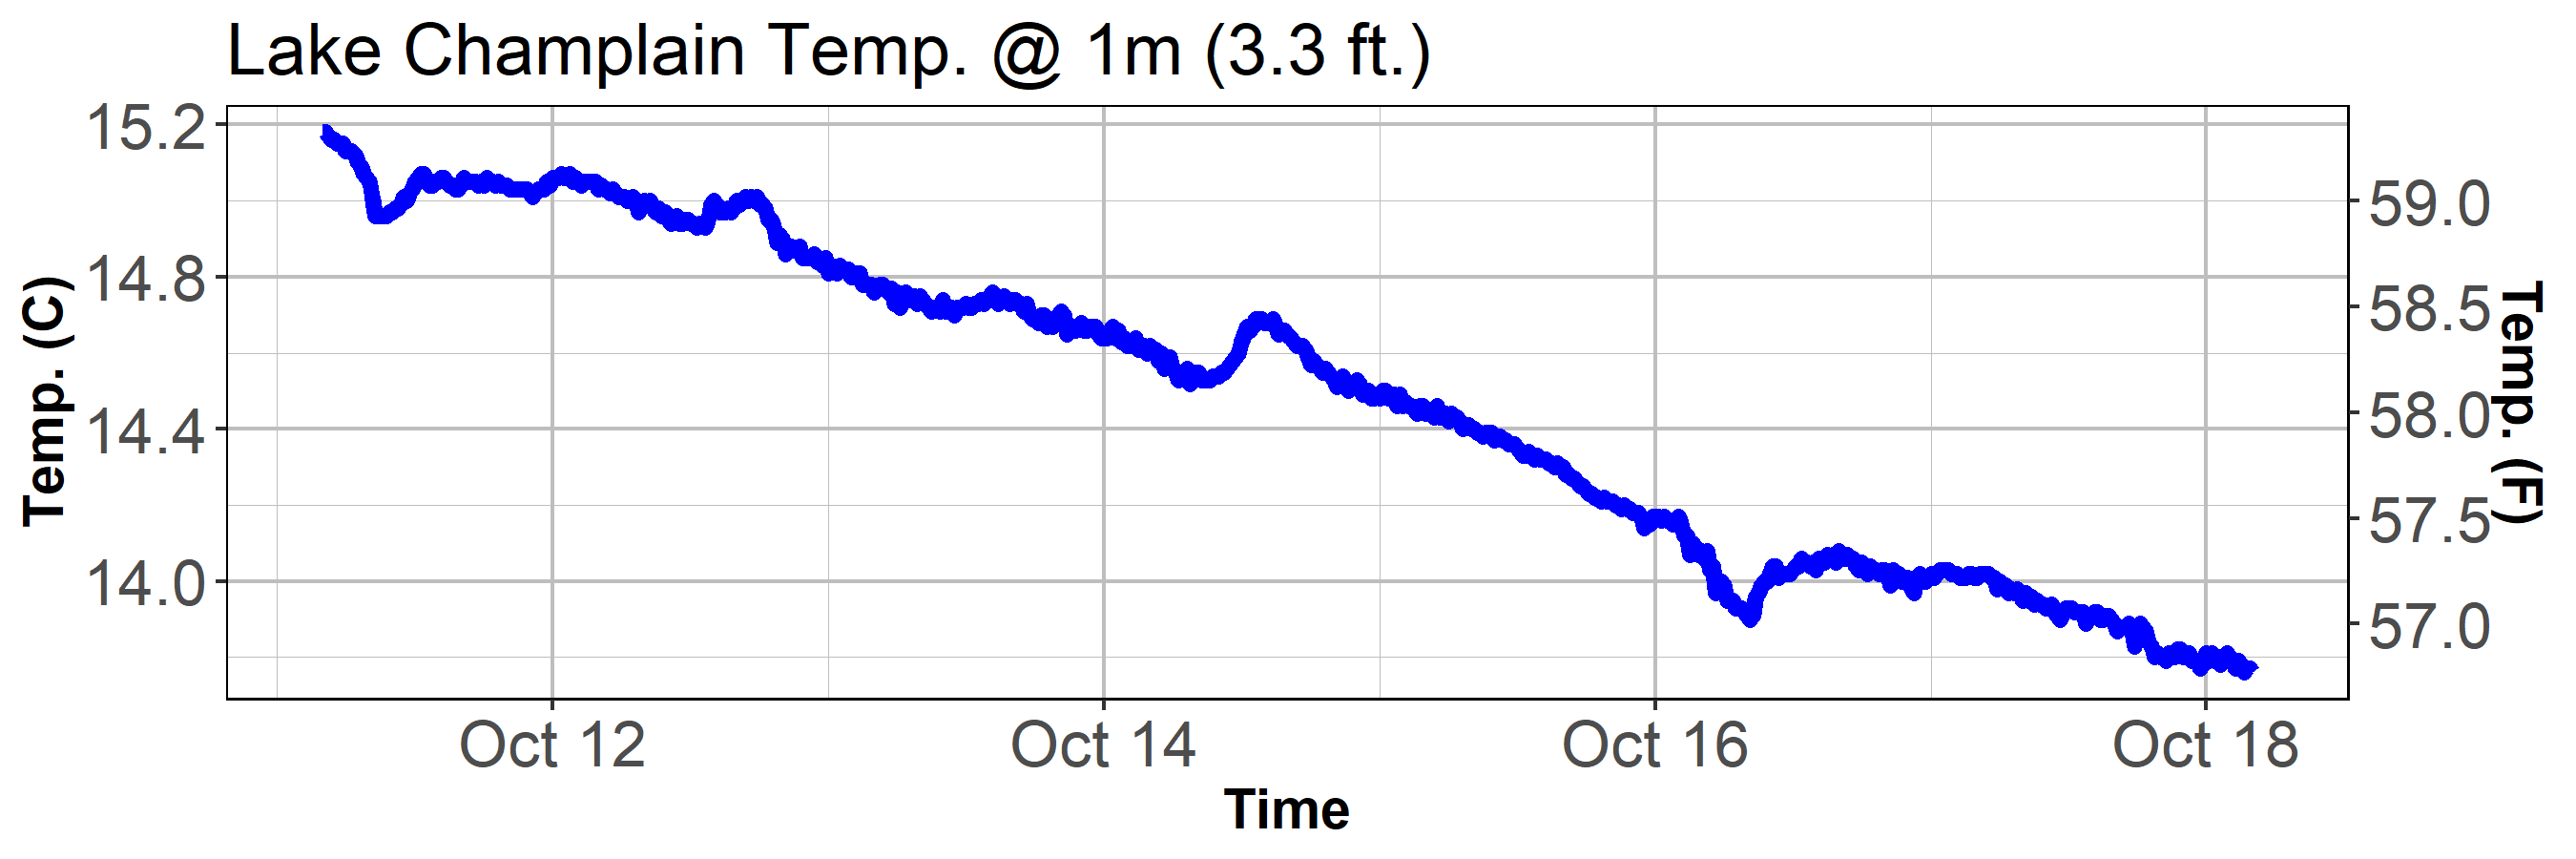 Lake Champlain Temp. @ 1m (3.3 ft.)
Temp. (C)
15.2
14.8
14.4
14.0
59.0
58.5
58.0
57.5
57.0
Temp. (F)
Oct 12 Oct 14 Oct 16 Oct 18
Time